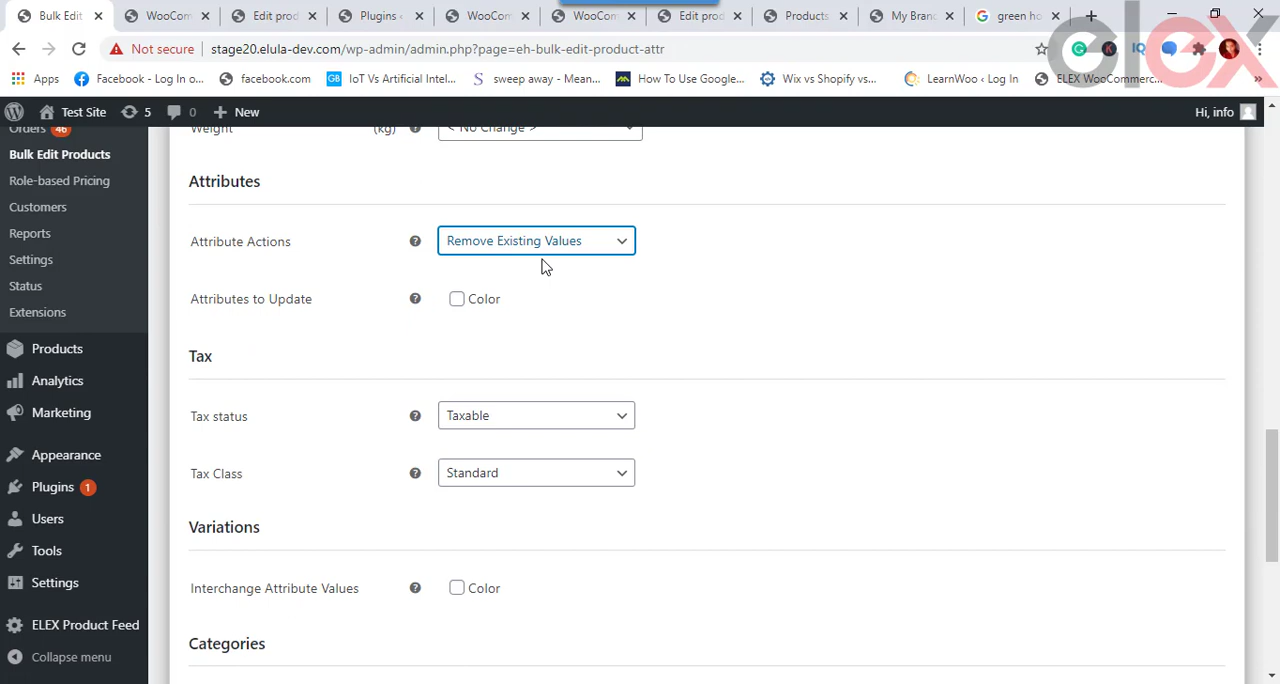 Bulk Edit
WooCom
Edit prod
Plugins ‹
WooCom
WooCom
Edit prod
Products
My Bran
green ho
Not secure
stage20.elula-dev.com/wp-admin/admin.php?page=eh-bulk-edit-product-attr
Apps
Facebook - Log In o...
facebook.com
IoT Vs Artificial Intel...
sweep away - Mean...
How To Use Google...
Wix vs Shopify vs...
LearnWoo ‹ Log In
ELEX WooCommerc...
elex
Test Site
5
0
New
Hi, info
Orders 46
Bulk Edit Products
Role-based Pricing
Customers
Reports
Settings
Status
Extensions
Products
Analytics
Marketing
Appearance
Plugins 1
Users
Tools
Settings
ELEX Product Feed
Collapse menu
Weight (kg) < No Change >
Attributes
Attribute Actions Remove Existing Values
Attributes to Update Color
Tax
Tax status Taxable
Tax Class Standard
Variations
Interchange Attribute Values Color
Categories